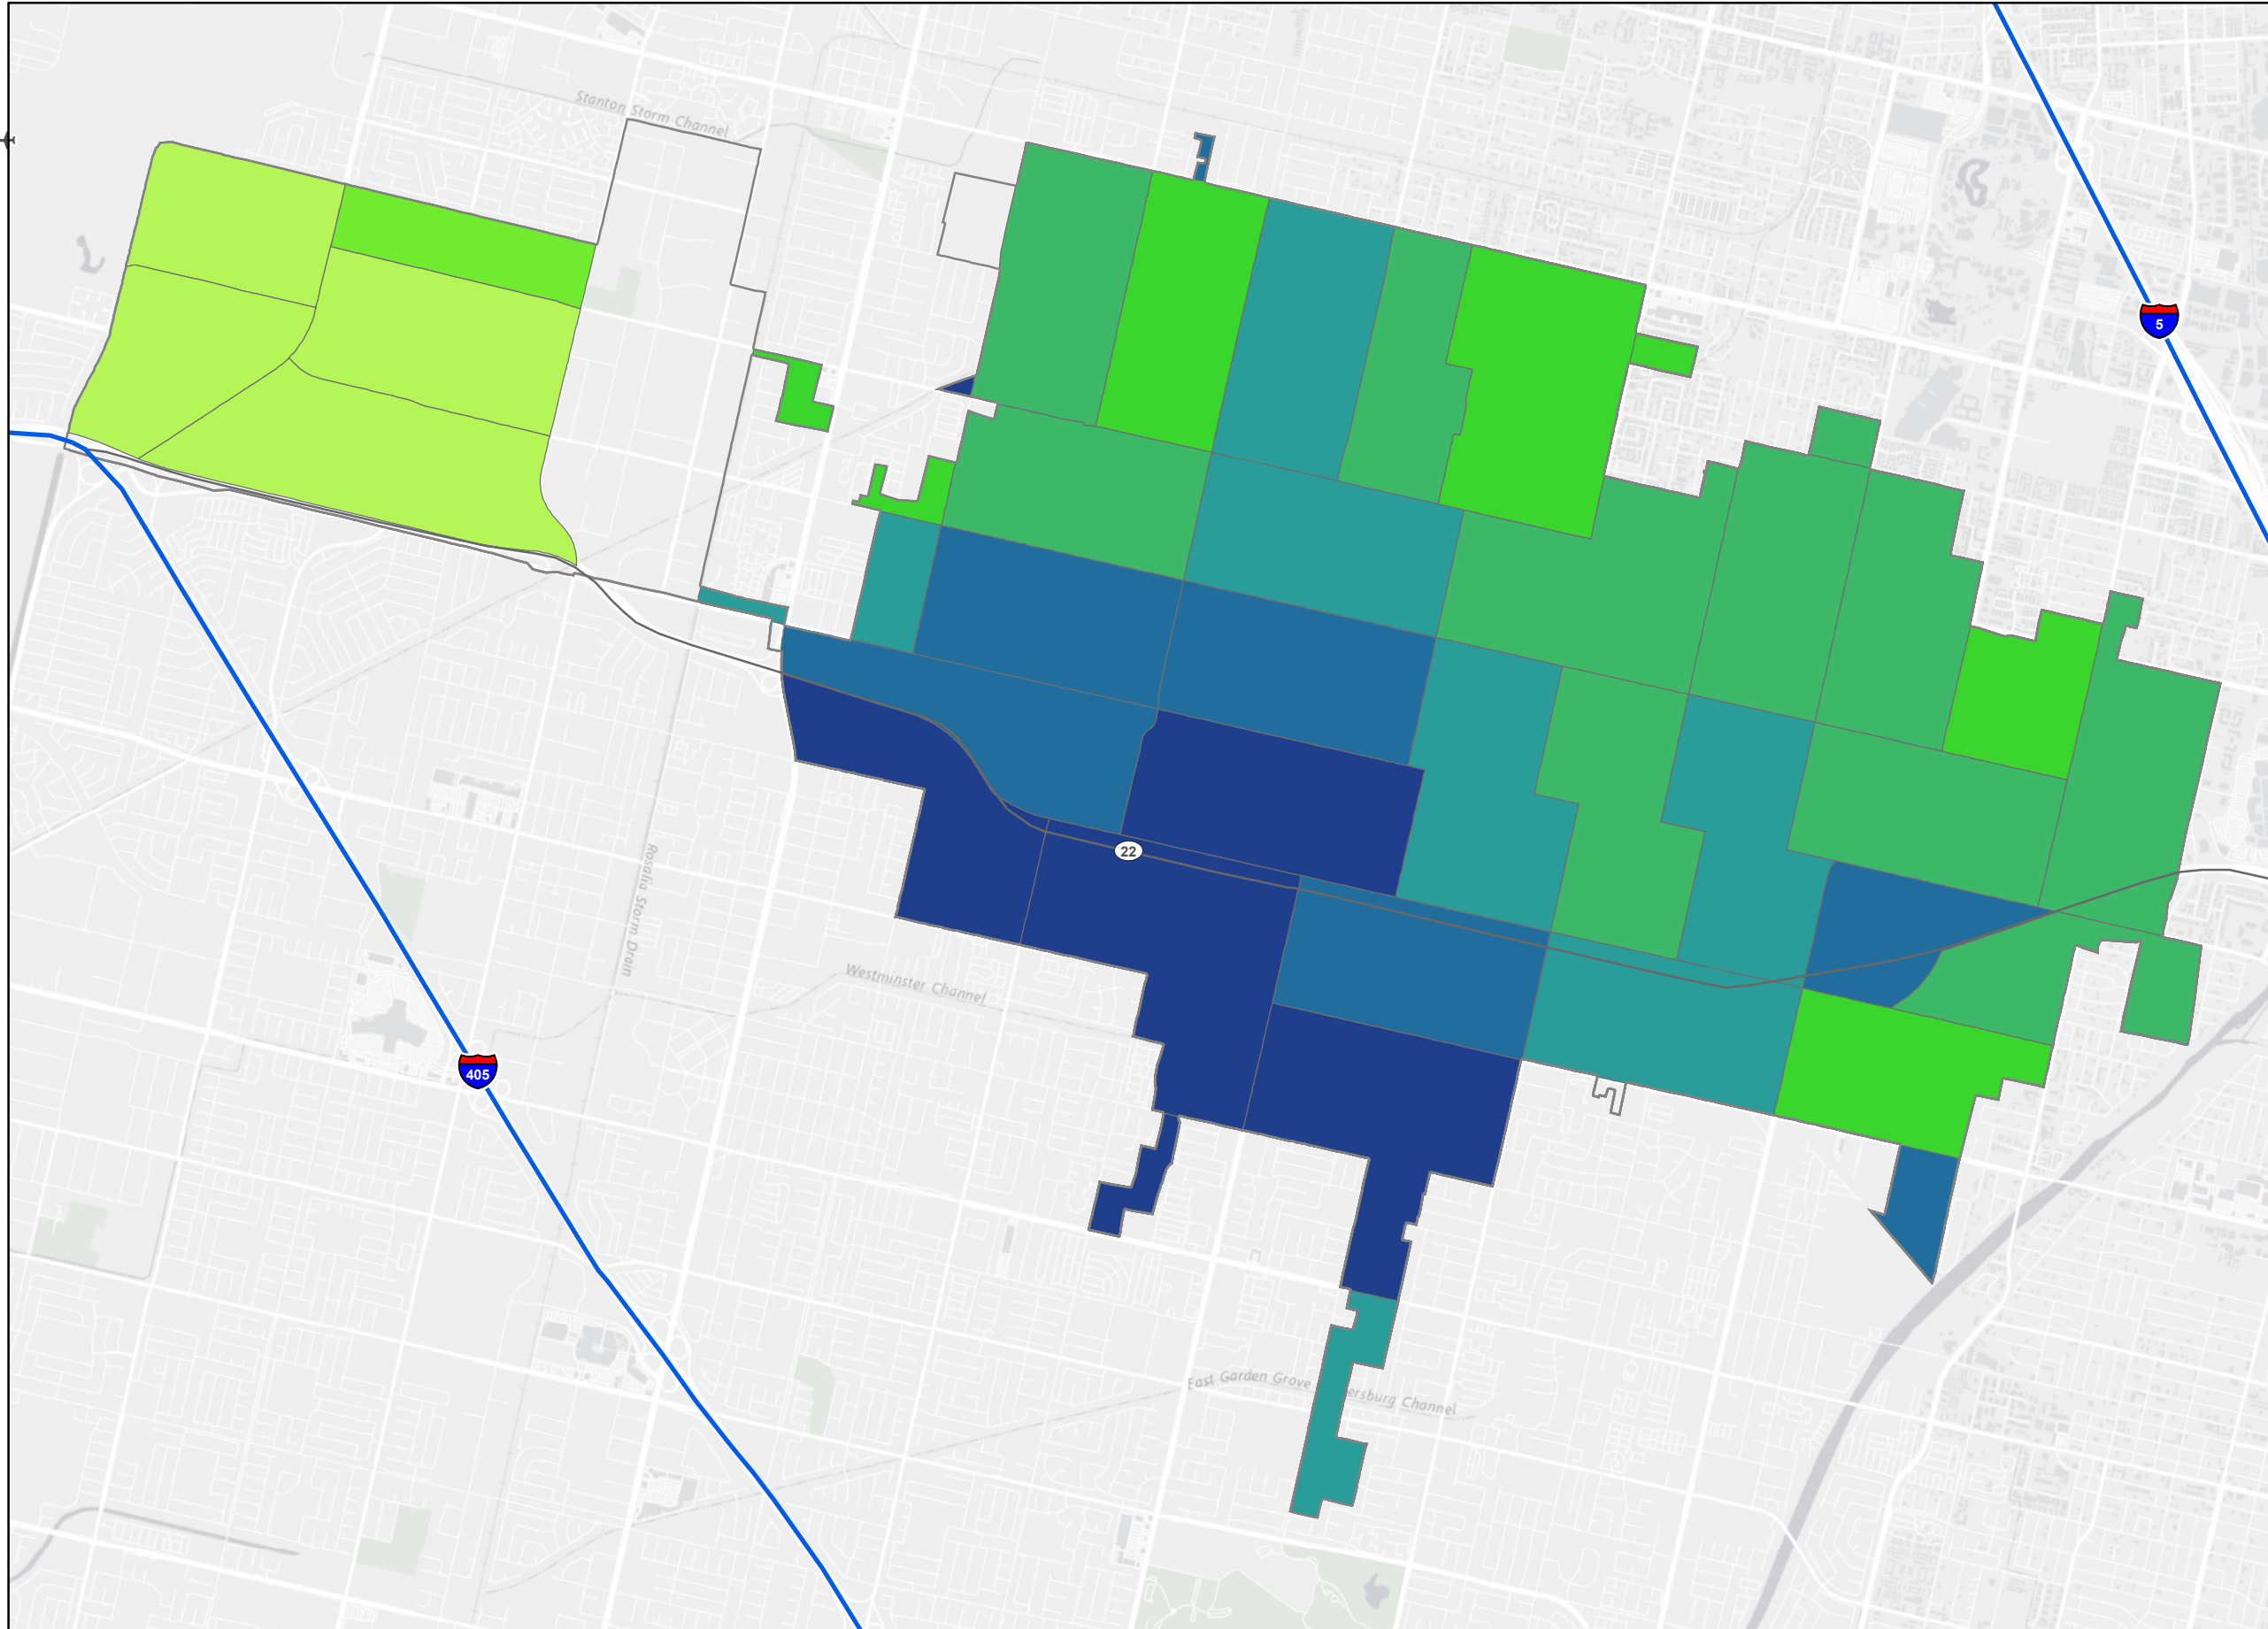 Stanton Storm Channel
5
22
Rosalia Storm Drain
Westminster Channel
405
East Garden Grove
ersburg Channel